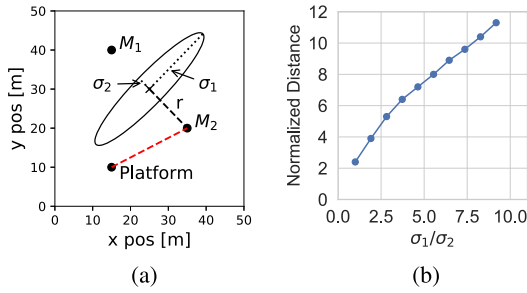 50
40
30
20
10
0
y pos [m]
M₁
σ₂
σ₁
r
M₂
Platform
0 10 20 30 40 50
x pos [m]
(a)
12
10
8
6
4
2
0
Normalized Distance
0.0 2.5 5.0 7.5 10.0
σ₁/σ₂
(b)